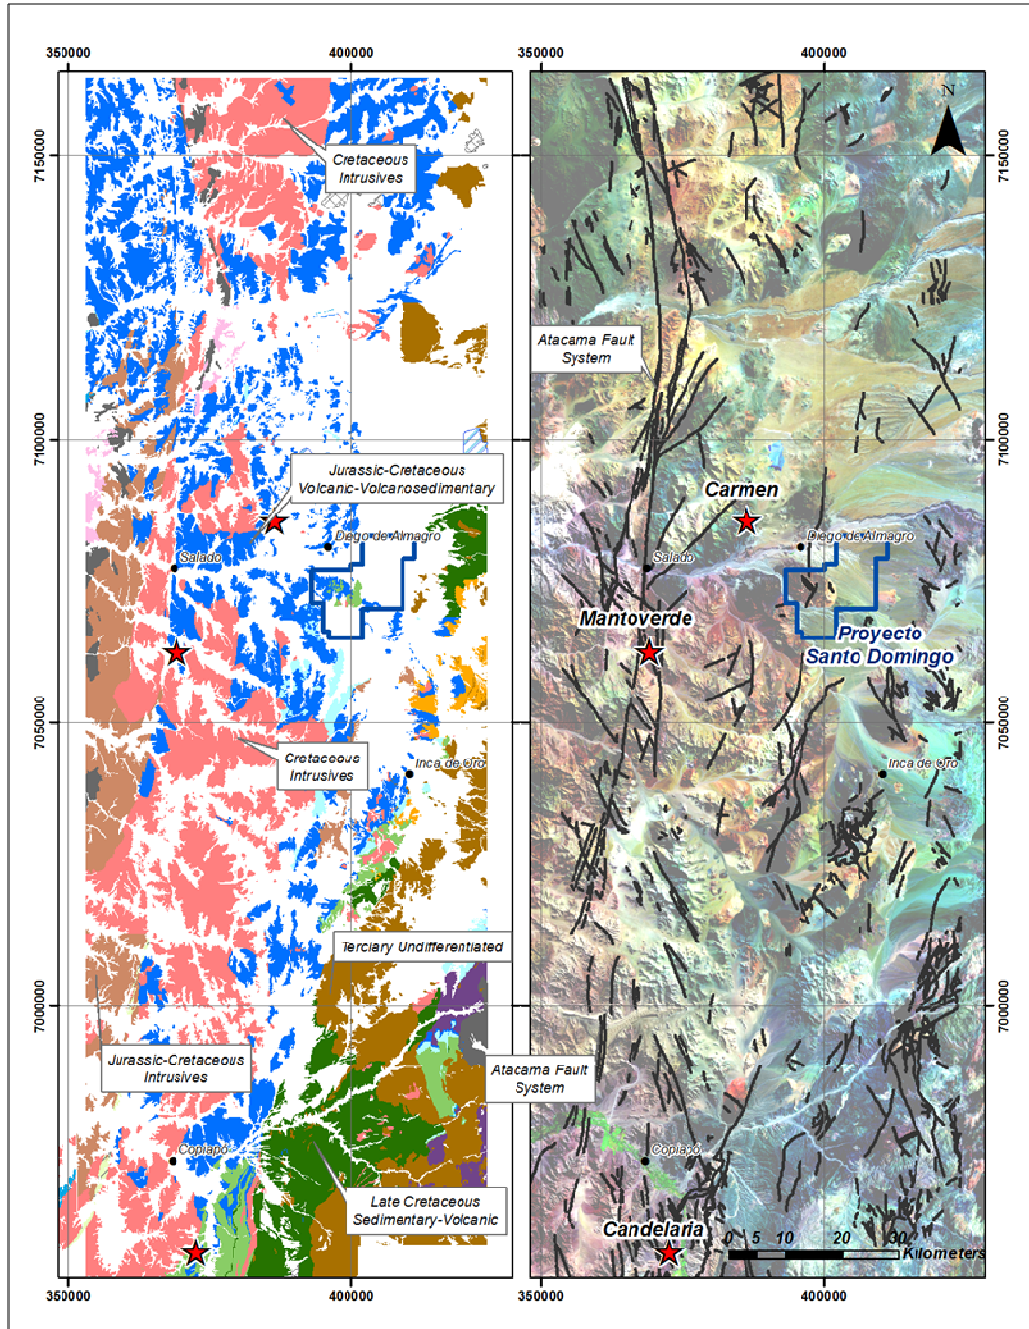 350000
400000
350000
400000
N
7150000
7150000
Cretaceous
Intrusives
Atacama Fault
System
7100000
7100000
Jurassic-Cretaceous
Volcanic-Volcanosedimentary
Carmen
Diego de Almagro
Diego de Almagro
Salado
Salado
Mantoverde
Proyecto
Santo Domingo
7050000
7050000
Cretaceous
Intrusives
Inca de Oro
Inca de Oro
Terciary Undifferentiated
7000000
7000000
Jurassic-Cretaceous
Intrusives
Atacama Fault
System
Copiapó
Copiapó
Late Cretaceous
Sedimentary-Volcanic
Candelaria
0 5 10 20 30
Kilometers
350000
400000
350000
400000